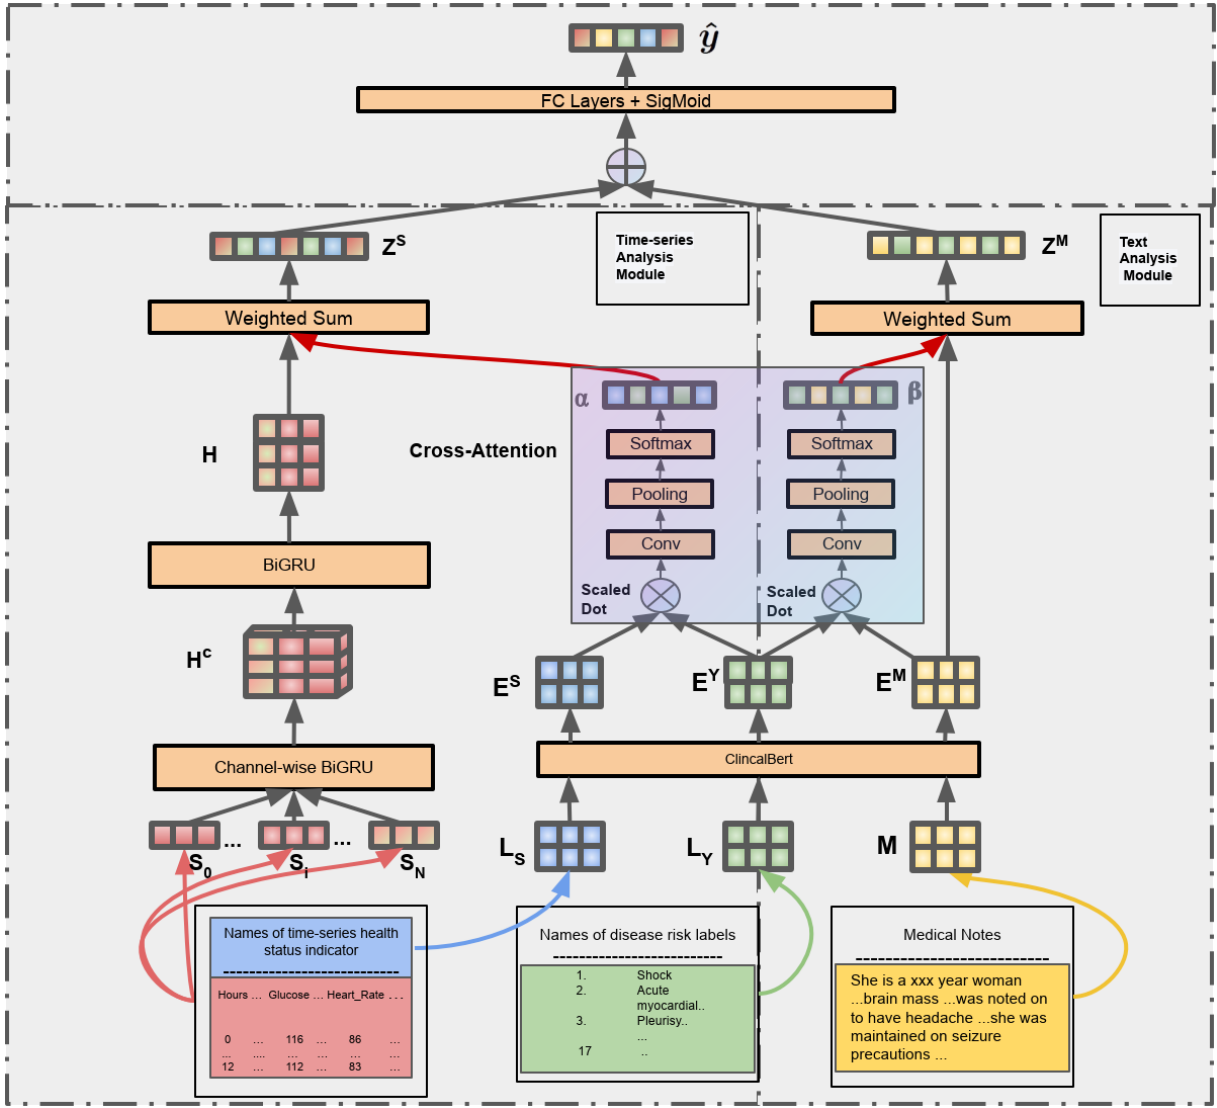 ŷ
FC Layers + SigMoid
Z^S
Time-series
Analysis
Module
Z^M
Text
Analysis
Module
Weighted Sum
Weighted Sum
α
β
H
Cross-Attention
Softmax
Softmax
Pooling
Pooling
Conv
Conv
BiGRU
Scaled
Dot
Scaled
Dot
H^c
E^S
E^Y
E^M
Channel-wise BiGRU
ClincalBert
S_0
...
S_i
...
S_N
L_S
L_Y
M
Names of time-series health
status indicator
Hours ... Glucose ... Heart_Rate ...
0 ... 116 ... 86 ...
... .... ... ... ... ...
12 ... 112 ... 83 ...
Names of disease risk labels
1. Shock
2. Acute
myocardial..
3. Pleurisy..
...
17 ..
Medical Notes
She is a xxx year woman
...brain mass ...was noted on
to have headache ...she was
maintained on seizure
precautions ...